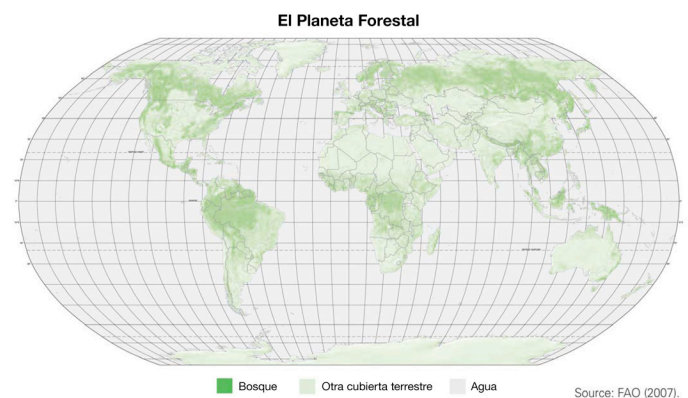 El Planeta Forestal
Bosque
Otra cubierta terrestre
Agua
Source: FAO (2007).